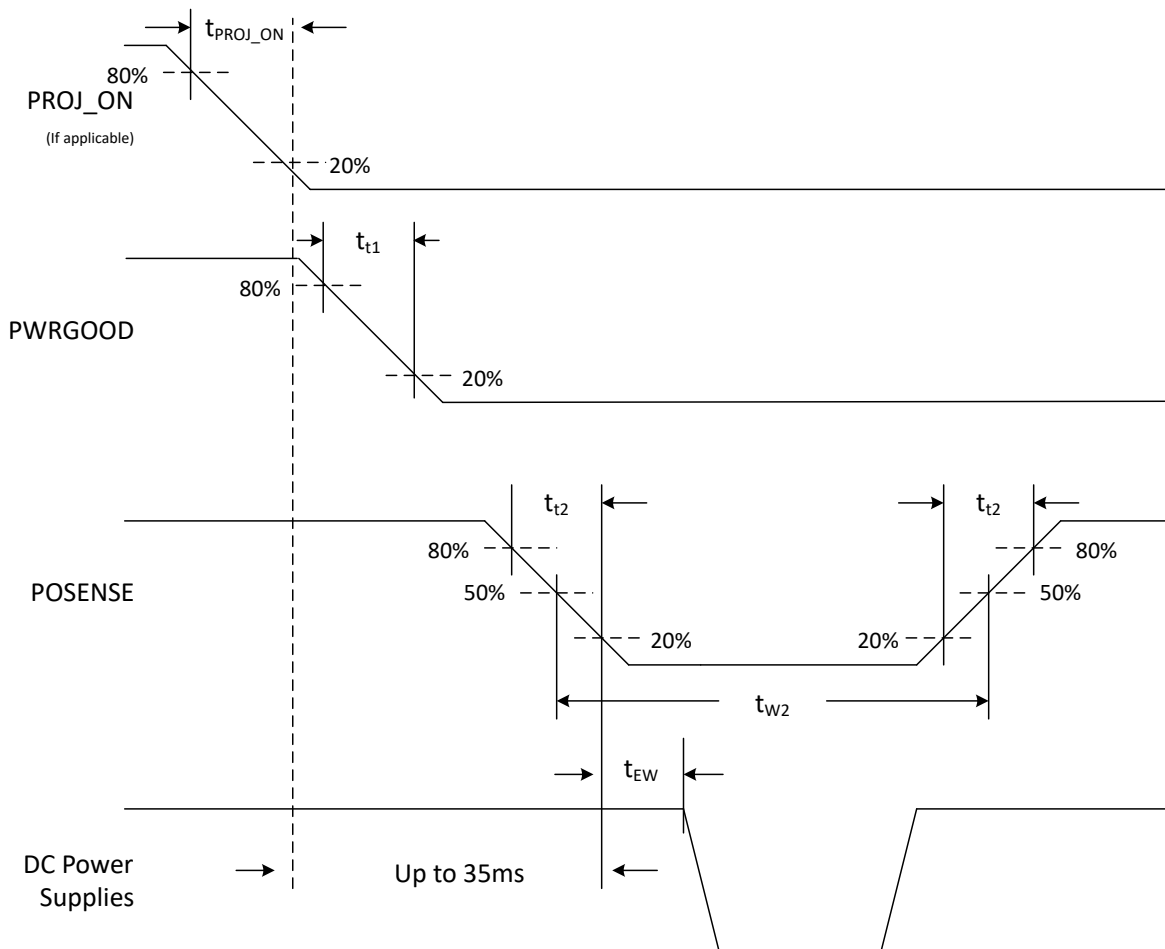 tPROJ_ON
80%
PROJ_ON
(If applicable)
20%
tt1
80%
PWRGOOD
20%
tt2
tt2
80%
80%
50%
50%
POSENSE
20%
20%
tW2
tEW
DC Power
Supplies
Up to 35ms